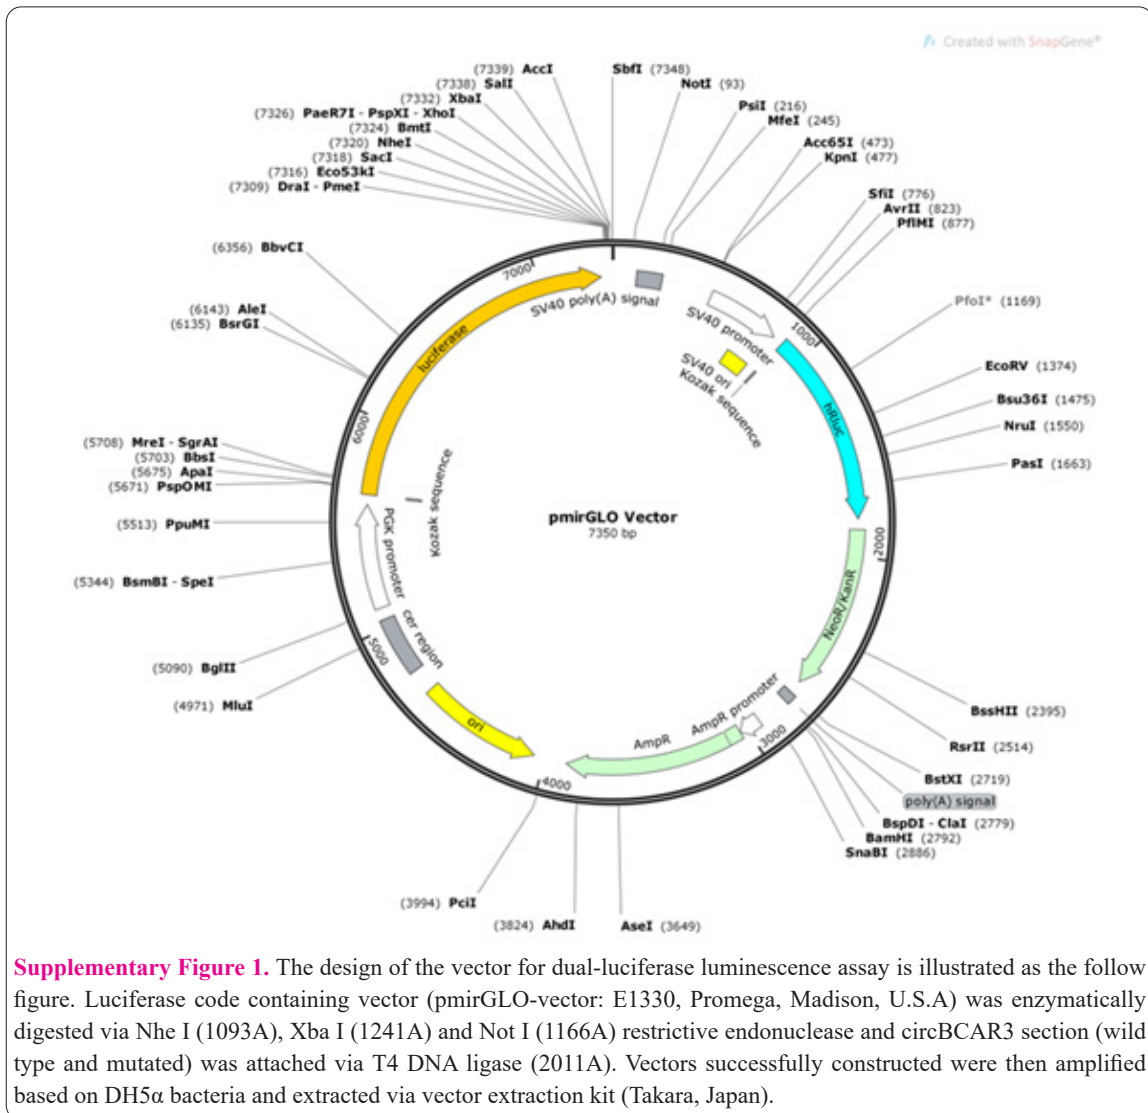 Created with SnapGene®
(7339) AccI
(7338) SalI
(7332) XbaI
(7326) PaeR7I - PspXI - XhoI
(7324) BmtI
(7320) NheI
(7318) SacI
(7316) Eco53kI
(7309) DraI - PmeI
(6356) BbvCI
(6143) AleI
(6135) BsrGI
(5708) MreI - SgrAI
(5703) BbsI
(5675) ApaI
(5671) PspOMI
(5513) PpuMI
(5344) BsmBI - SpeI
(5090) BglII
(4971) MluI
(3994) PciI
(3824) AhdI
AseI (3649)
SbfI (7348)
NotI (93)
PsiI (216)
MfeI (245)
Acc65I (473)
KpnI (477)
SfiI (776)
AvrII (823)
PflMI (877)
PfoI* (1169)
EcoRV (1374)
Bsu36I (1475)
NruI (1550)
PasI (1663)
BssHII (2395)
RsrII (2514)
BstXI (2719)
poly(A) signal
BspDI - ClaI (2779)
BamHI (2792)
SnaBI (2886)
7000
1000
2000
3000
4000
5000
6000
luciferase
SV40 poly(A) signal
SV40 promoter
SV40 ori
Kozak sequence
hRluc
NeoR/KanR
AmpR promoter
AmpR
ori
cer region
PGK promoter
Kozak sequence
pmirGLO Vector
7350 bp
Supplementary Figure 1. The design of the vector for dual-luciferase luminescence assay is illustrated as the follow
figure. Luciferase code containing vector (pmirGLO-vector: E1330, Promega, Madison, U.S.A) was enzymatically
digested via Nhe I (1093A), Xba I (1241A) and Not I (1166A) restrictive endonuclease and circBCAR3 section (wild
type and mutated) was attached via T4 DNA ligase (2011A). Vectors successfully constructed were then amplified
based on DH5α bacteria and extracted via vector extraction kit (Takara, Japan).